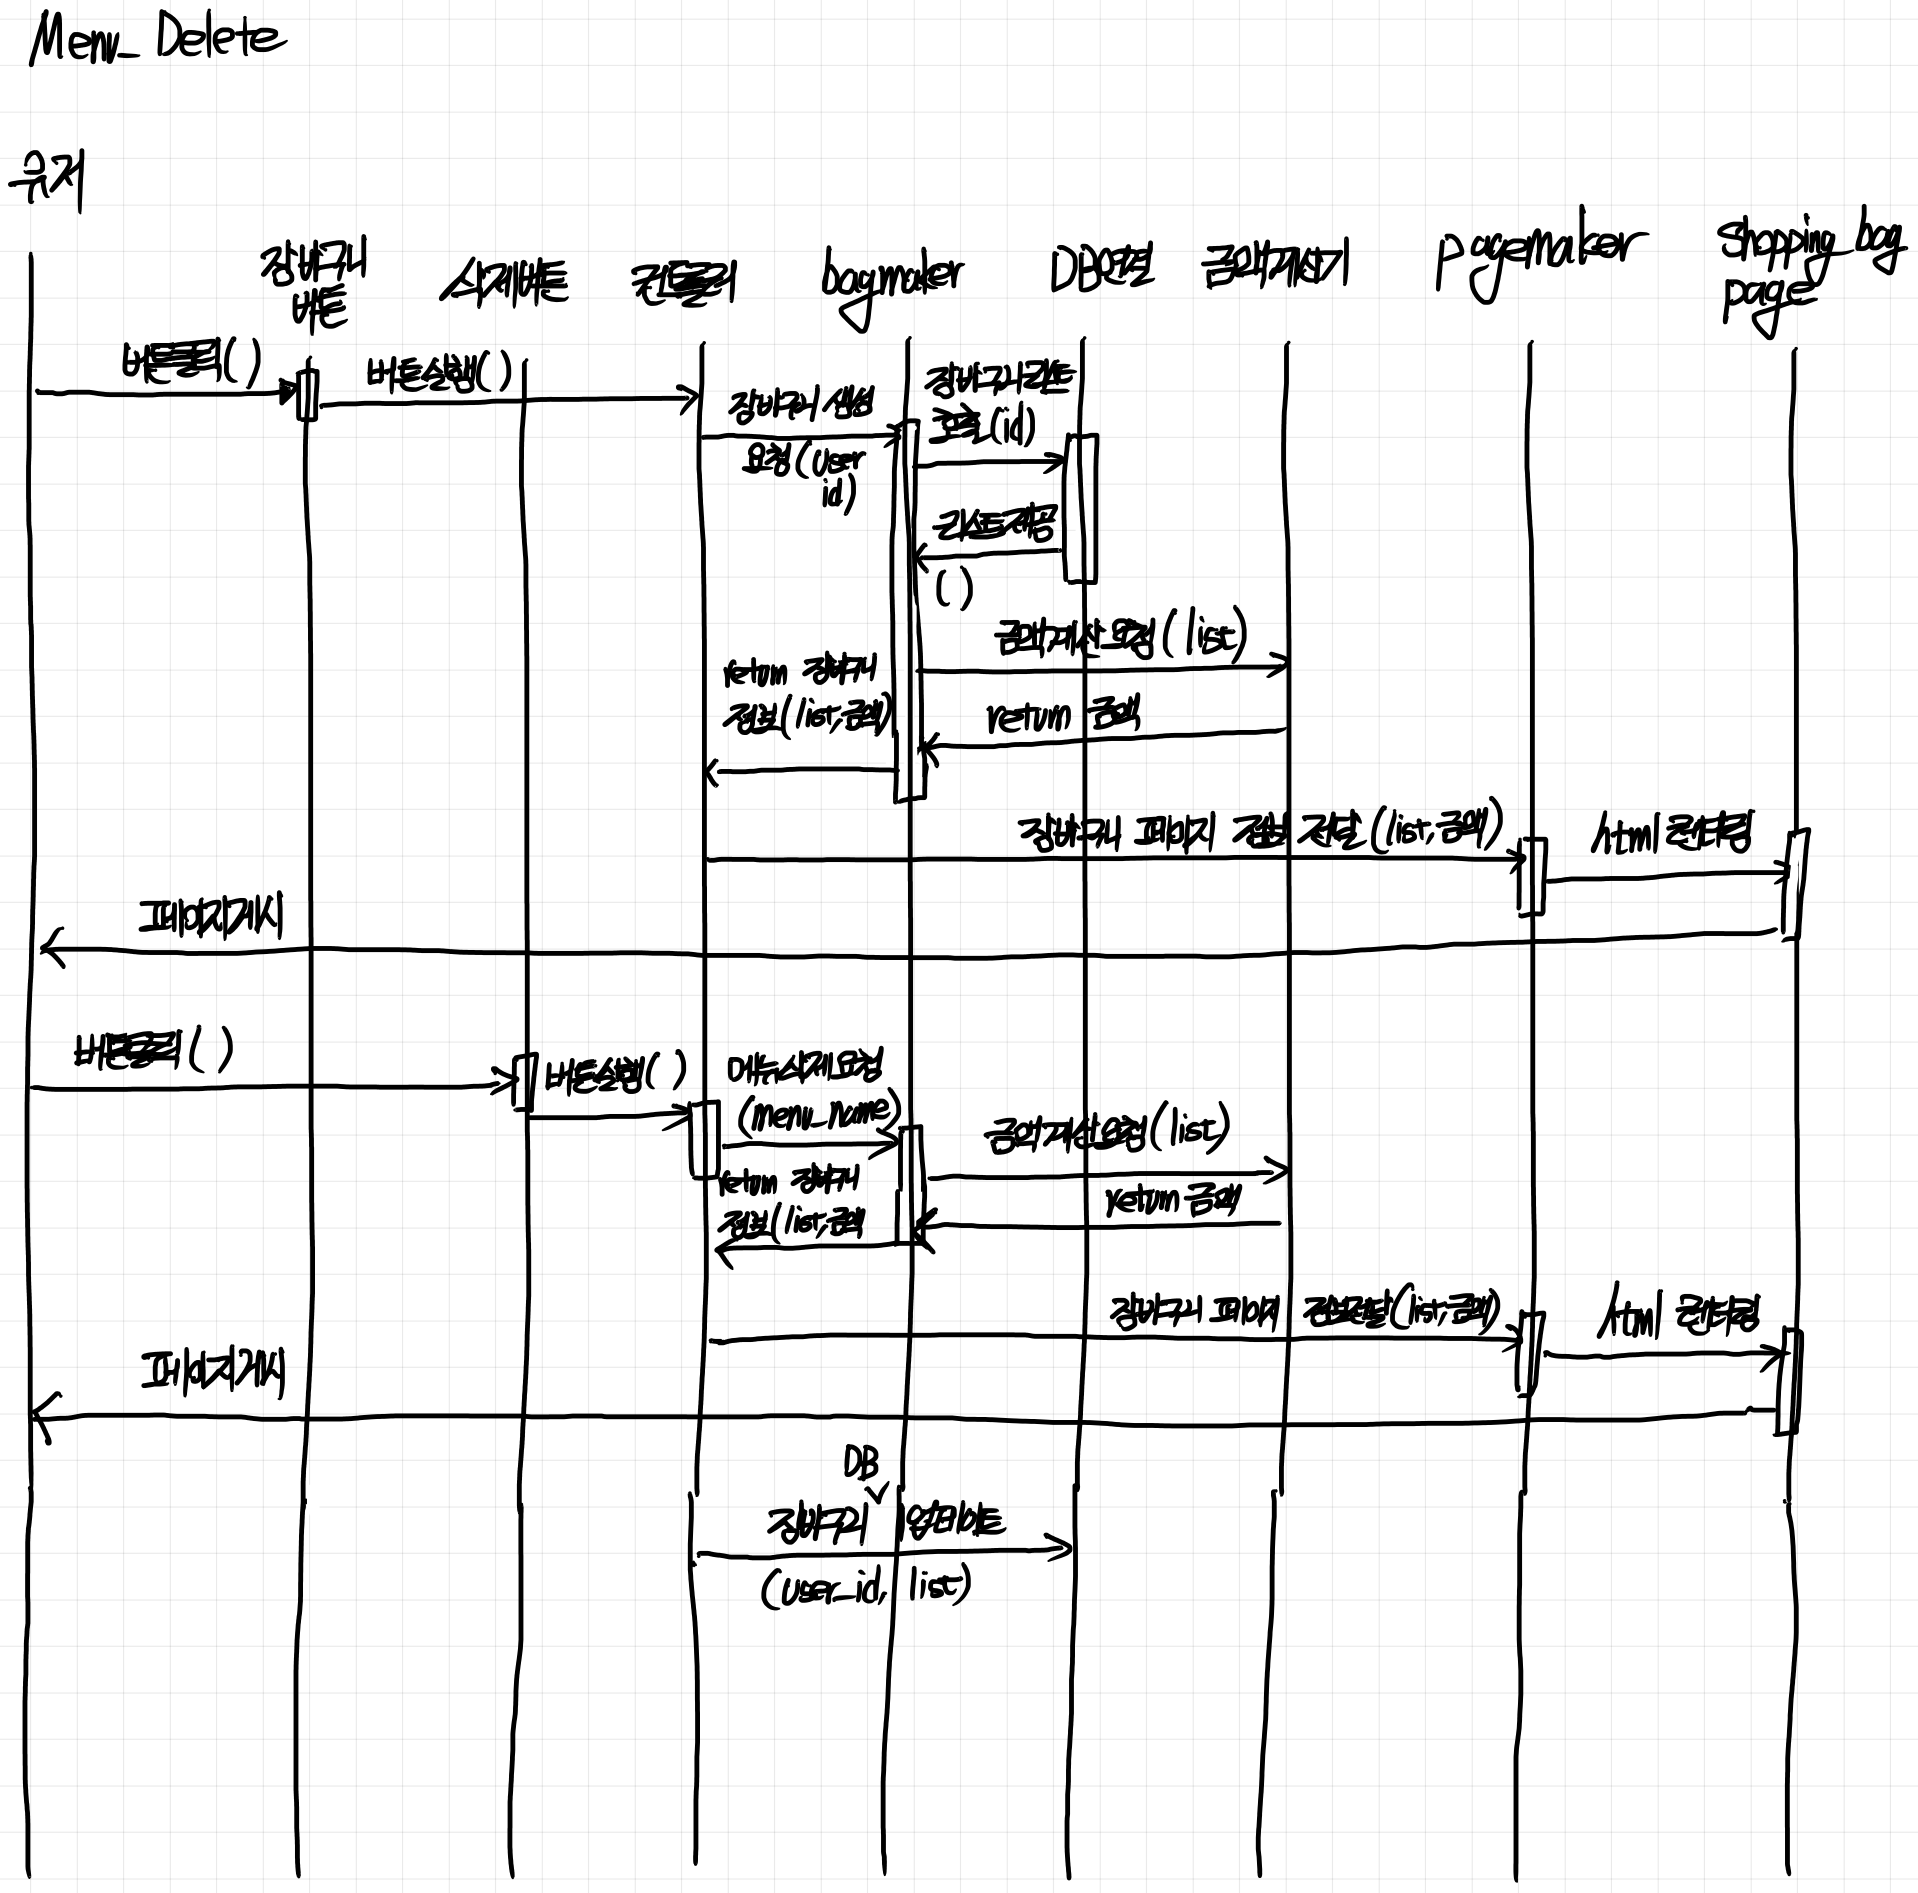 Menu_Delete
유저
장바구니
버튼
삭제버튼
컨트롤러
bagmaker
DB연결
금액계산기
pagemaker
Shopping_bag
page
버튼클릭()
버튼실행()
장바구니 생성
요청(user
id)
장바구니리스트
호출(id)
리스트제공
()
금액계산 요청(list)
return 금액
return 장바구니
정보(list,금액)
장바구니 페이지 정보 전달(list,금액)
html 렌더링
페이지게시
버튼클릭()
버튼실행()
메뉴삭제요청
(menu_name)
금액계산요청(list)
return 금액
return 장바구니
정보(list,금액
장바구니 페이지 정보전달(list,금액)
html 렌더링
페이지게시
DB
장바구니 업데이트
(user_id, list)